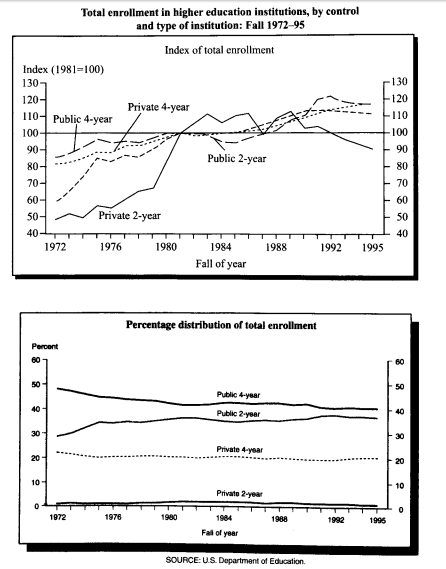 Total enrollment in higher education institutions, by control
and type of institution: Fall 1972–95
Index of total enrollment
Index (1981=100)
130
120
110
100
90
80
70
60
50
40
130
120
110
100
90
80
70
60
50
40
Public 4-year
Private 4-year
Public 2-year
Private 2-year
1972 1976 1980 1984 1988 1992 1995
Fall of year
Percentage distribution of total enrollment
Percent
60
50
40
30
20
10
0
60
50
40
30
20
10
0
Public 4-year
Public 2-year
Private 4-year
Private 2-year
1972 1976 1980 1984 1988 1992 1995
Fall of year
SOURCE: U.S. Department of Education.